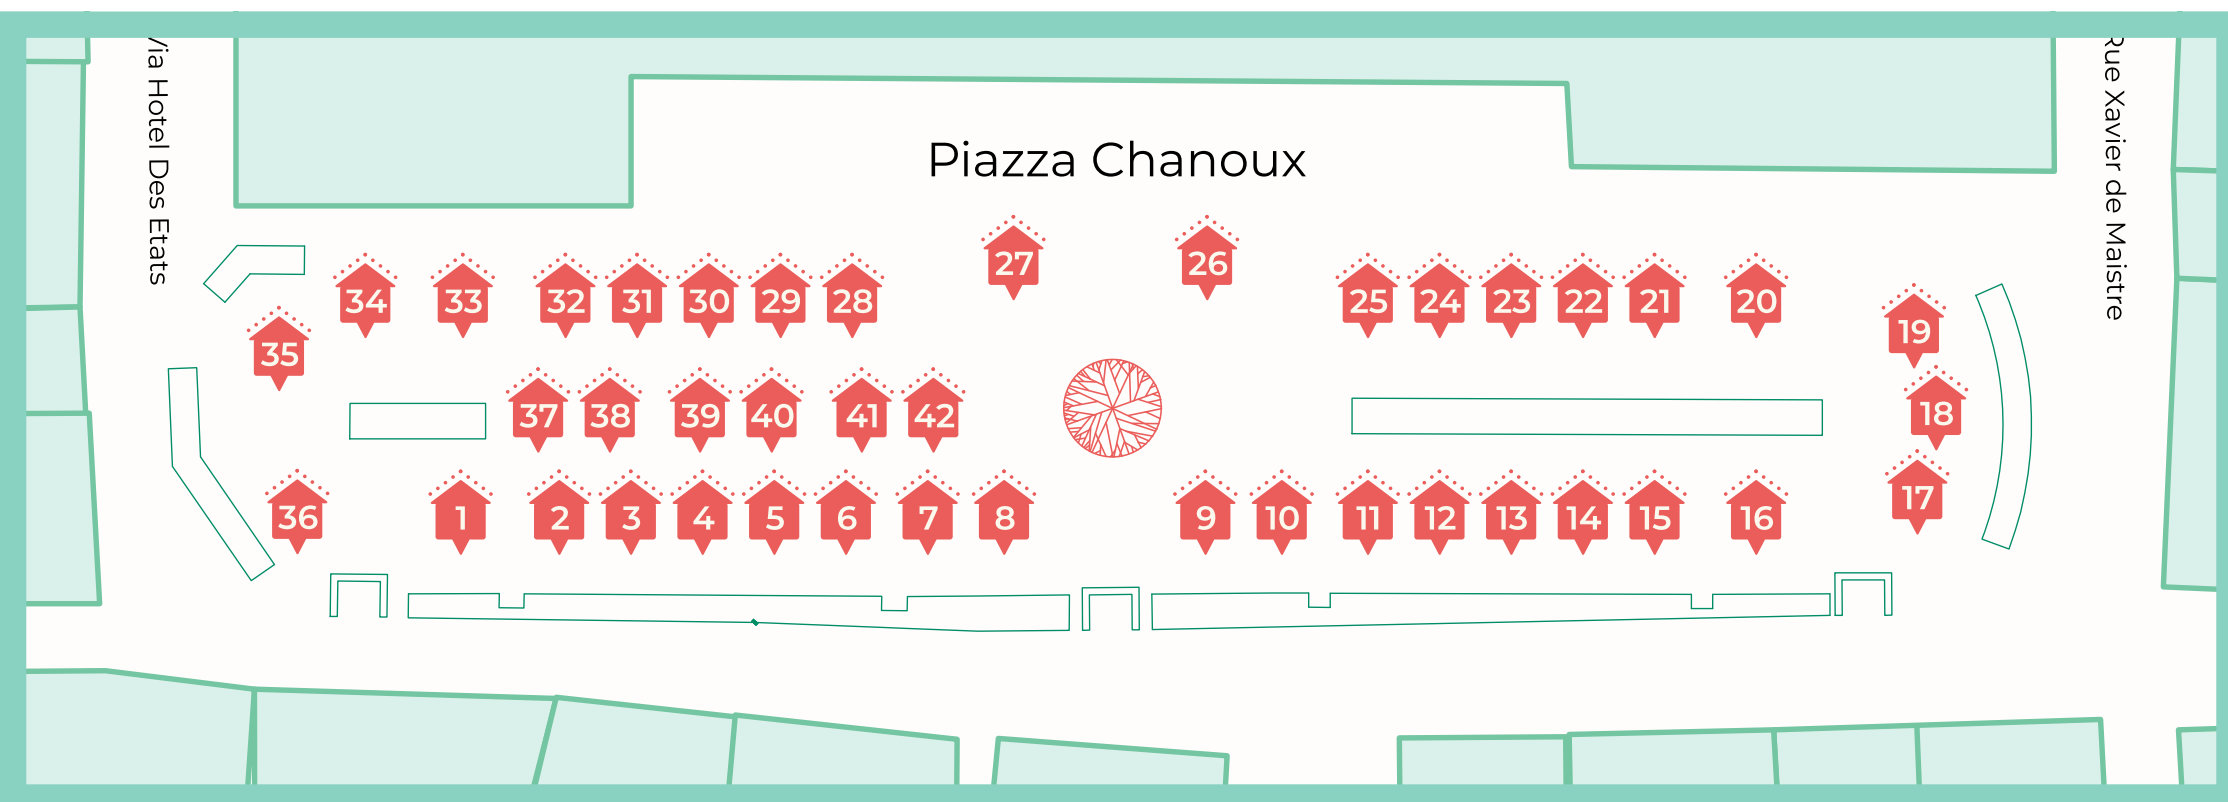 Via Hotel Des Etats
Rue Xavier de Maistre
Piazza Chanoux
27 26
34 33 32 31 30 29 28 25 24 23 22 21 20
19
35
37 38 39 40 41 42
18
17
36 1 2 3 4 5 6 7 8 9 10 11 12 13 14 15 16